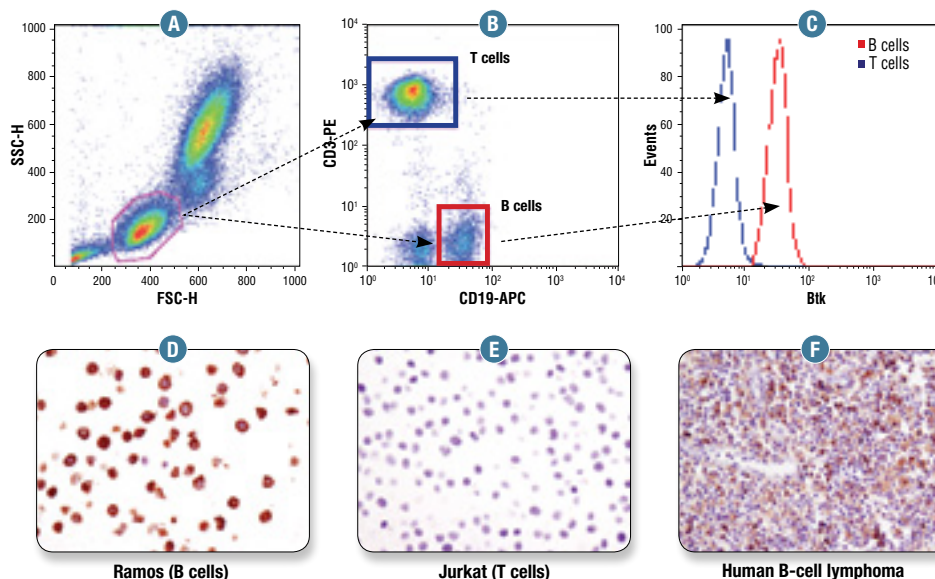 A
1000
800
600
400
200
SSC-H
0
200
400
600
800
1000
FSC-H
B
10⁴
10³
10²
10¹
10⁰
CD3-PE
T cells
B cells
10⁰
10¹
10²
10³
10⁴
CD19-APC
C
100
80
60
40
20
Events
B cells
T cells
10⁰
10¹
10²
10³
10
Btk
D
E
F
Ramos (B cells)
Jurkat (T cells)
Human B-cell lymphoma